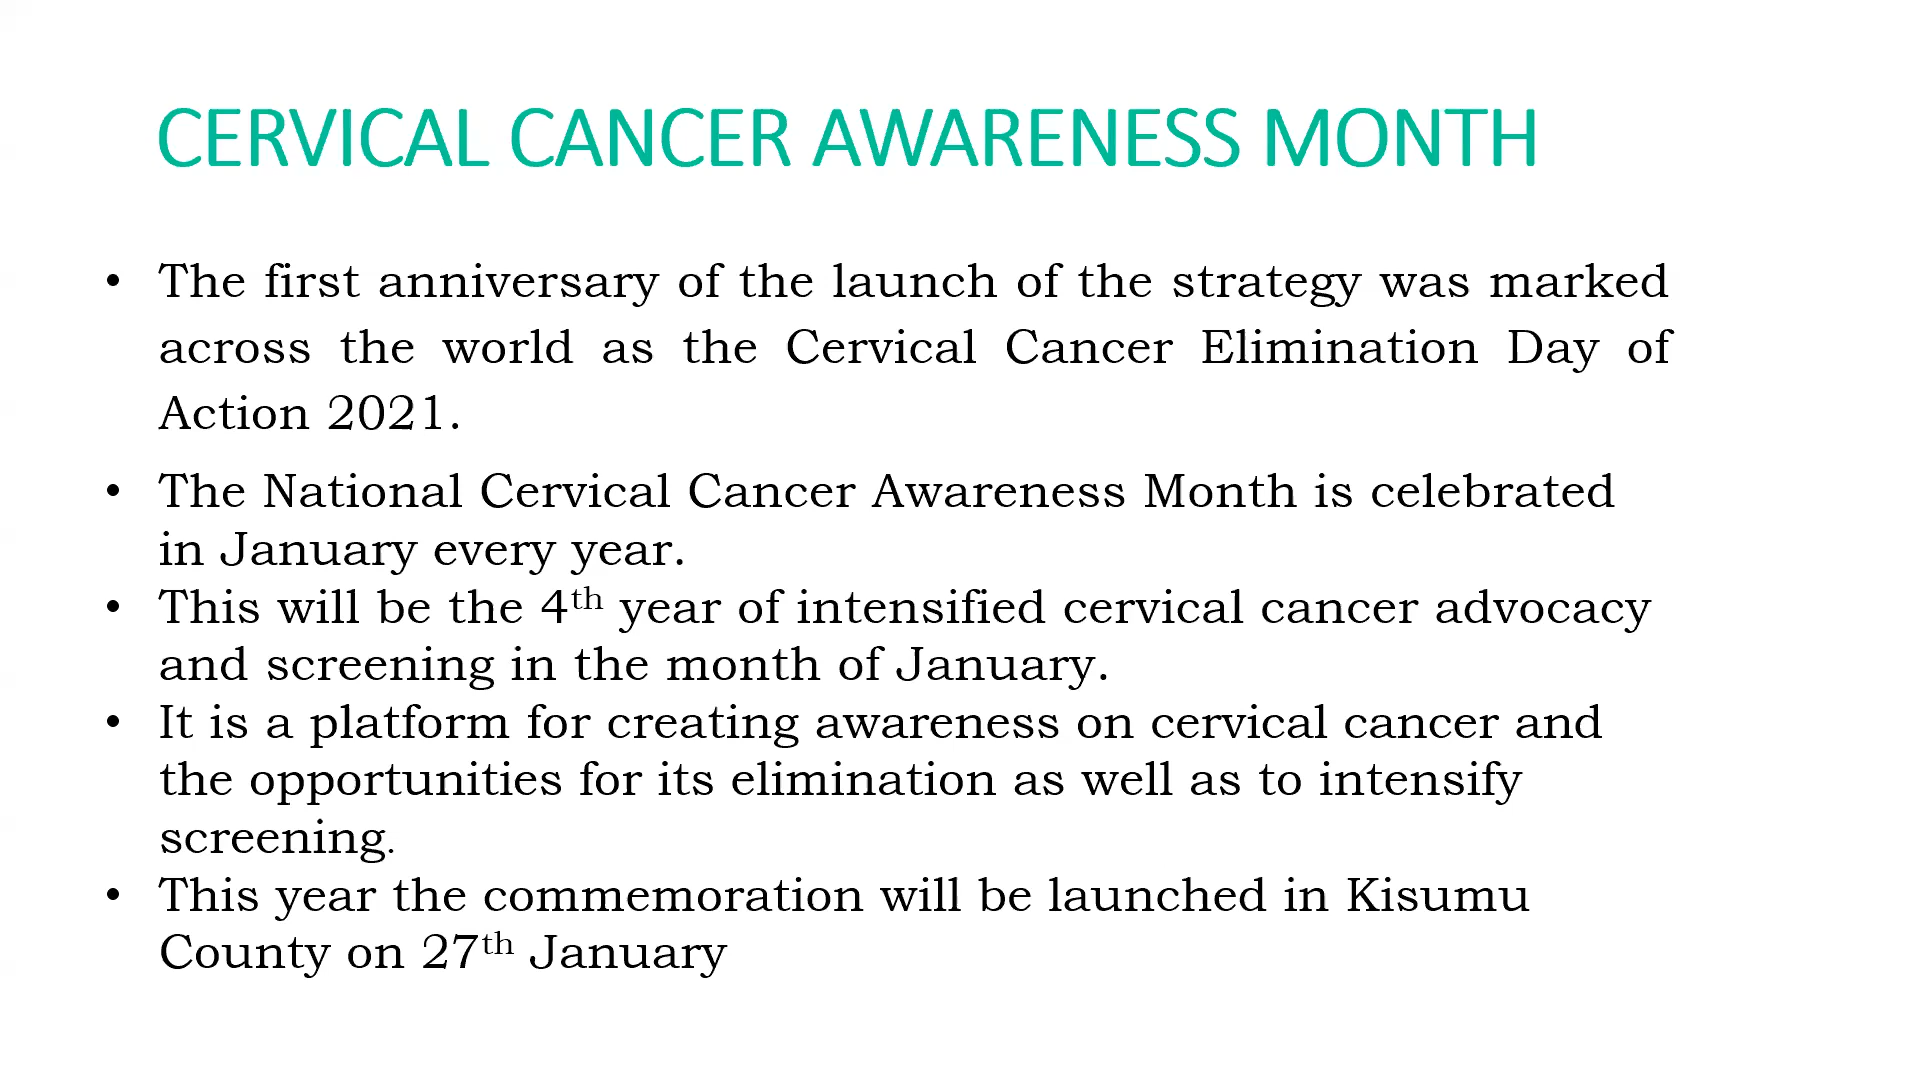 CERVICAL CANCER AWARENESS MONTH
• The first anniversary of the launch of the strategy was marked
across the world as the Cervical Cancer Elimination Day of
Action 2021.
• The National Cervical Cancer Awareness Month is celebrated
in January every year.
• This will be the 4th year of intensified cervical cancer advocacy
and screening in the month of January.
• It is a platform for creating awareness on cervical cancer and
the opportunities for its elimination as well as to intensify
screening.
• This year the commemoration will be launched in Kisumu
County on 27th January